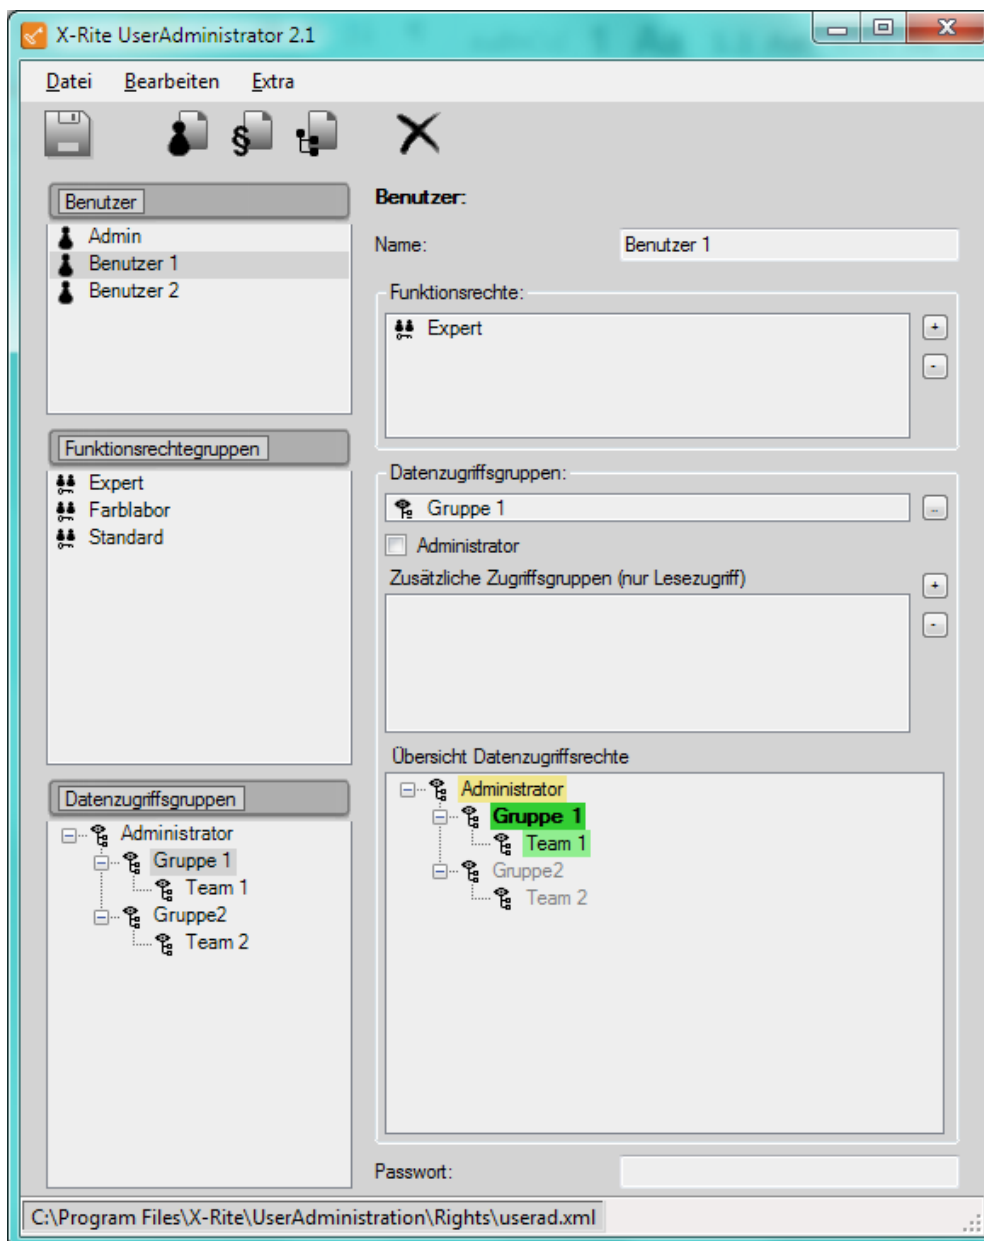 X-Rite UserAdministrator 2.1
Datei Bearbeiten Extra
Benutzer
Admin
Benutzer 1
Benutzer 2
Funktionsrechtegruppen
Expert
Farblabor
Standard
Datenzugriffsgruppen
Administrator
Gruppe 1
Team 1
Gruppe2
Team 2
Benutzer:
Name: Benutzer 1
Funktionsrechte:
Expert
+
-
Datenzugriffsgruppen:
Gruppe 1
...
Administrator
Zusätzliche Zugriffsgruppen (nur Lesezugriff)
+
-
Übersicht Datenzugriffsrechte
Administrator
Gruppe 1
Team 1
Gruppe2
Team 2
Passwort:
C:\Program Files\X-Rite\UserAdministration\Rights\userad.xml